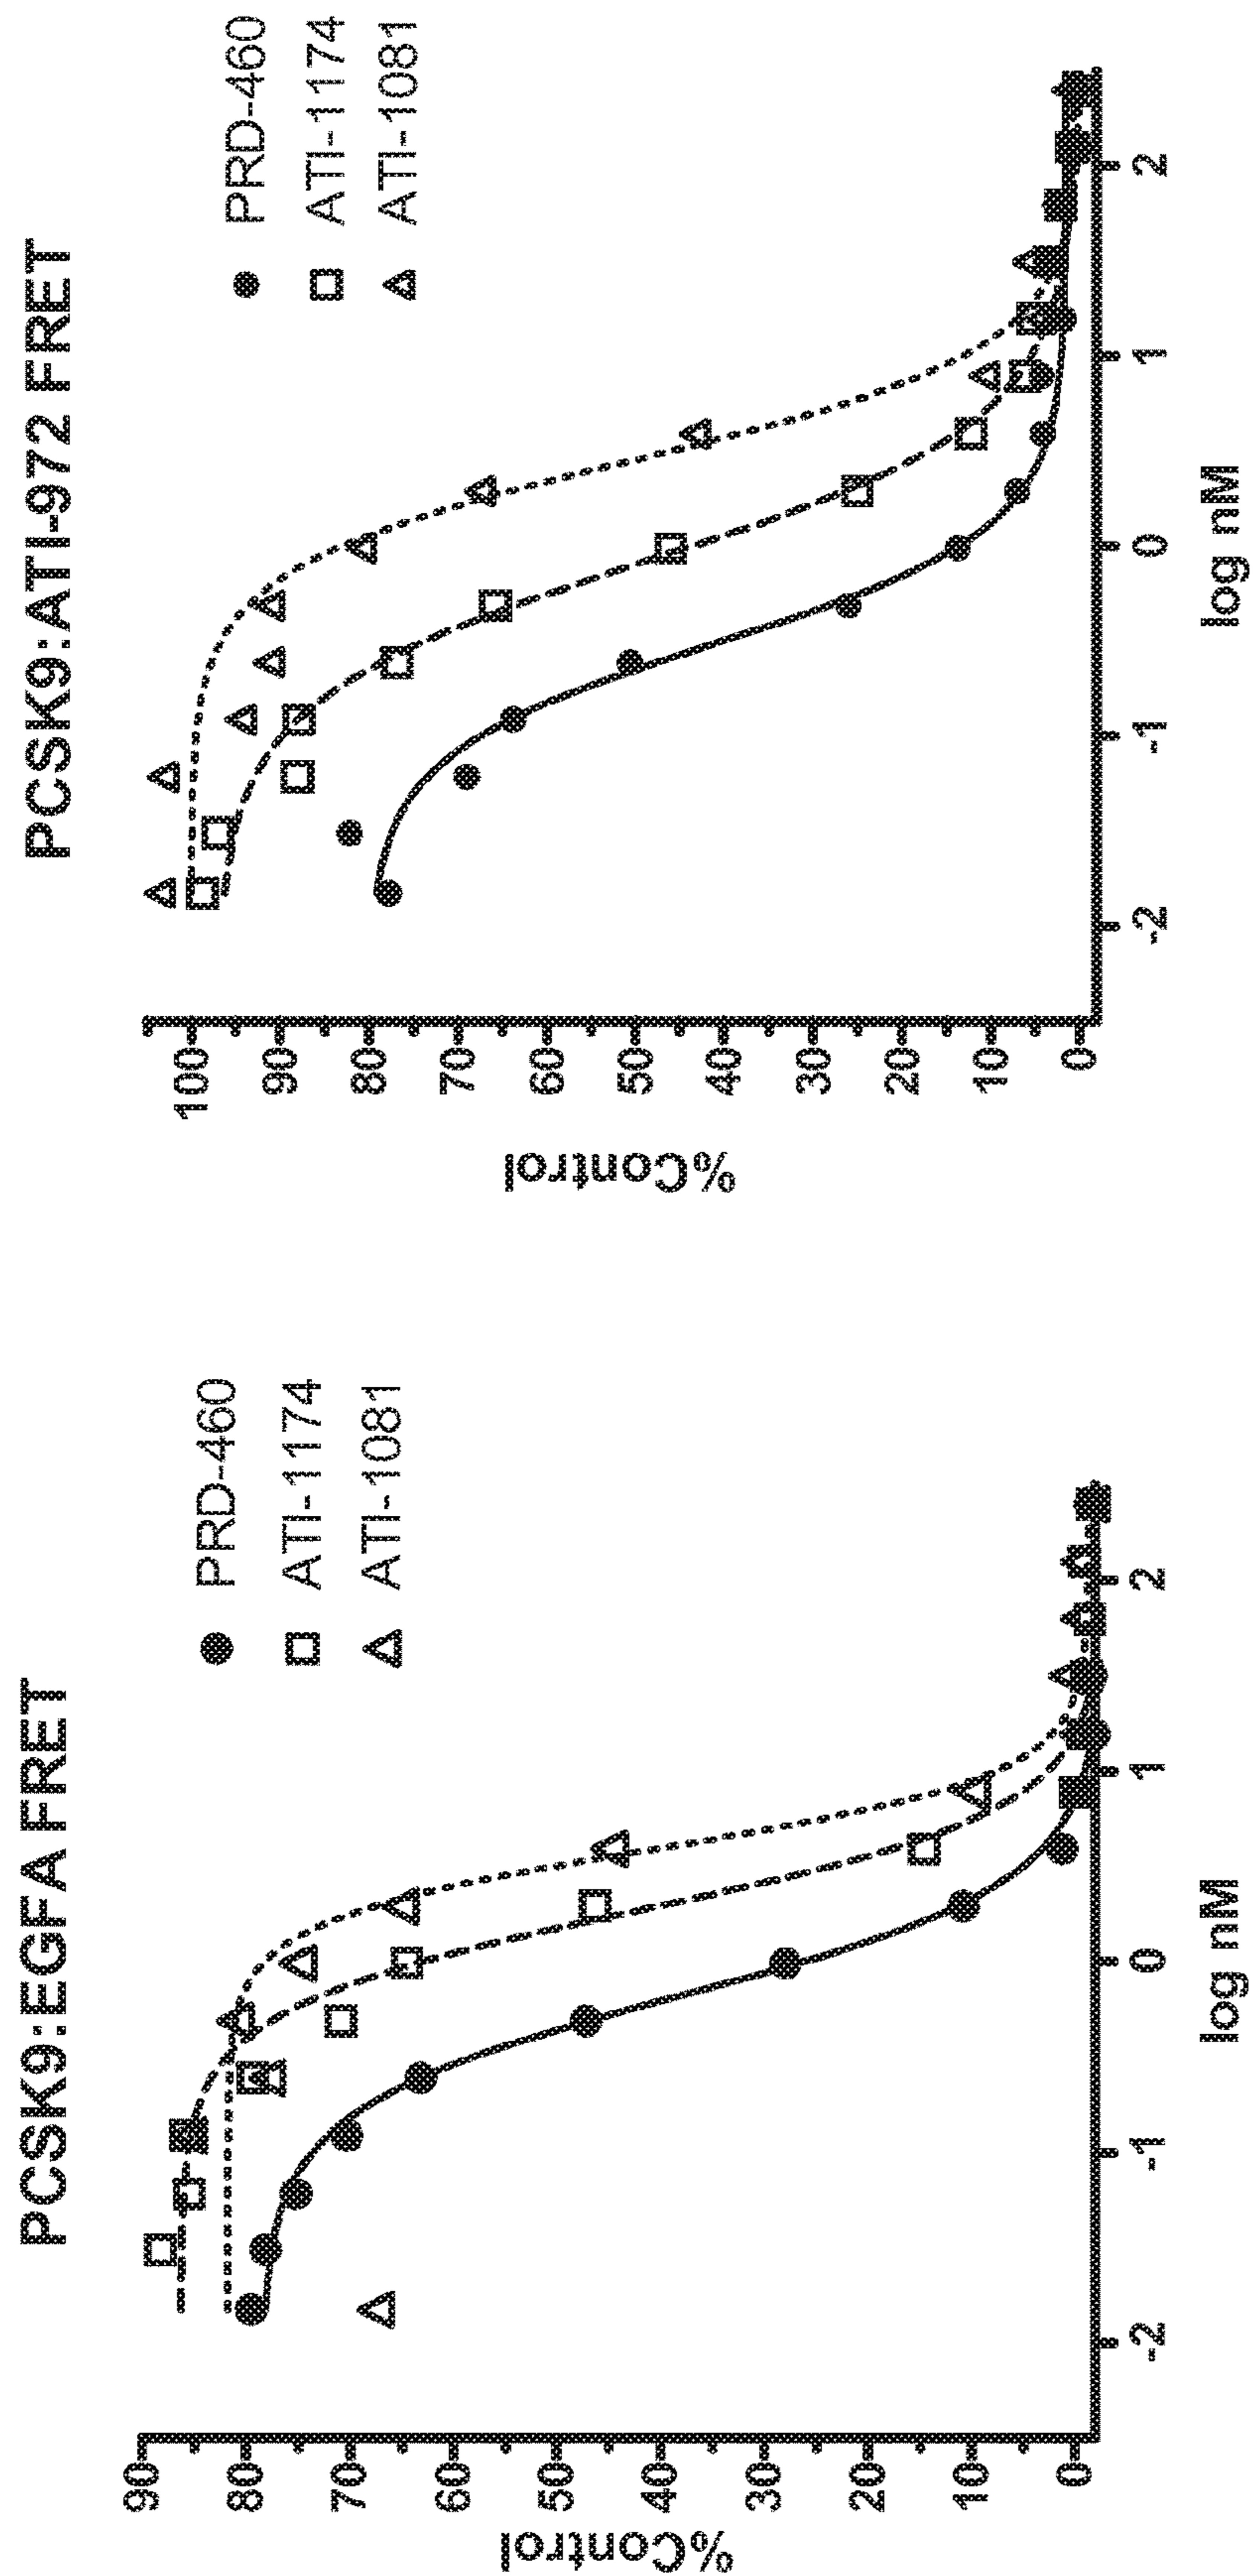 PCSK9:EGFA FRET
PRD-460
ATI-1174
ATI-1081
%Control
90
80
70
60
50
40
30
20
10
0
-2
-1
0
1
2
log nM
PCSK9:ATI-972 FRET
PRD-460
ATI-1174
ATI-1081
%Control
100
90
80
70
60
50
40
30
20
10
0
-2
-1
0
1
2
log nM